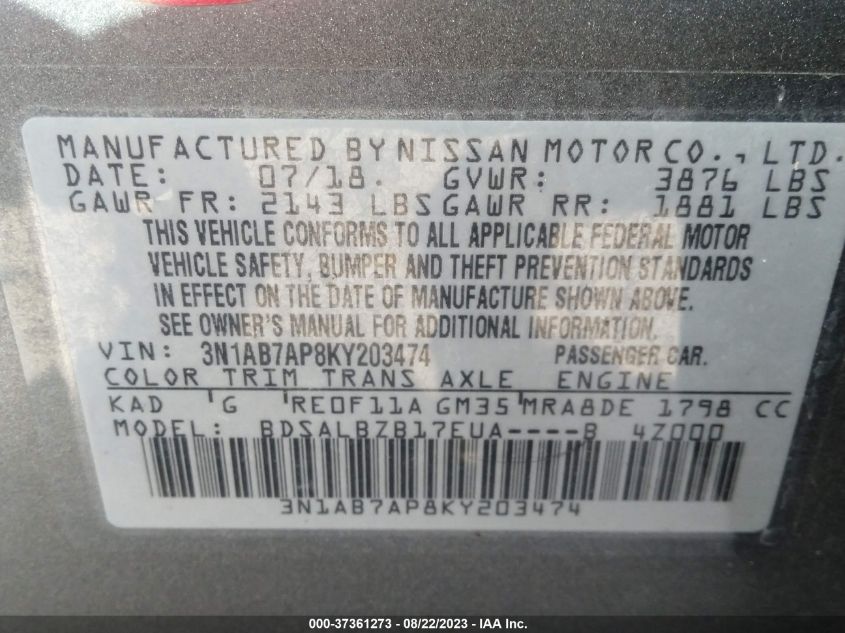 MANUFACTURED BY NISSAN MOTOR CO., LTD.
DATE: 07/18. GVWR: 3876 LBS
GAWR FR: 2143 LBS GAWR RR: 1881 LBS
THIS VEHICLE CONFORMS TO ALL APPLICABLE FEDERAL MOTOR
VEHICLE SAFETY, BUMPER AND THEFT PREVENTION STANDARDS
IN EFFECT ON THE DATE OF MANUFACTURE SHOWN ABOVE.
SEE OWNER'S MANUAL FOR ADDITIONAL INFORMATION.
VIN: 3N1AB7AP8KY203474 PASSENGER CAR.
COLOR TRIM TRANS AXLE ENGINE
KAD 'G 'RE0F11A GM35'MRA8DE 1798 CC
MODEL: BDSALBZB17EUA----B 4Z000
3N1AB7AP8KY203474
000-37361273 - 08/22/2023 - IAA Inc.